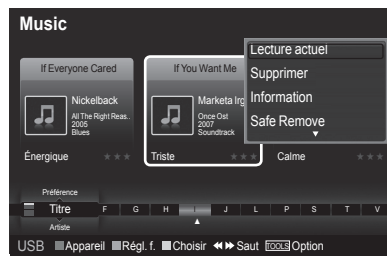 Music
If Everyone Cared
If You Want Me
Lecture actuel
Supprimer
Information
Safe Remove
Nickelback
All The Right Reas..
2005
Blues
Marketa Irg
Once Ost
2007
Soundtrack
Énergique
Triste
Calme
Préférence
Titre F G H I J L P S T V
Artiste
USB Appareil Régl. f. Choisir Saut TOOLS Option